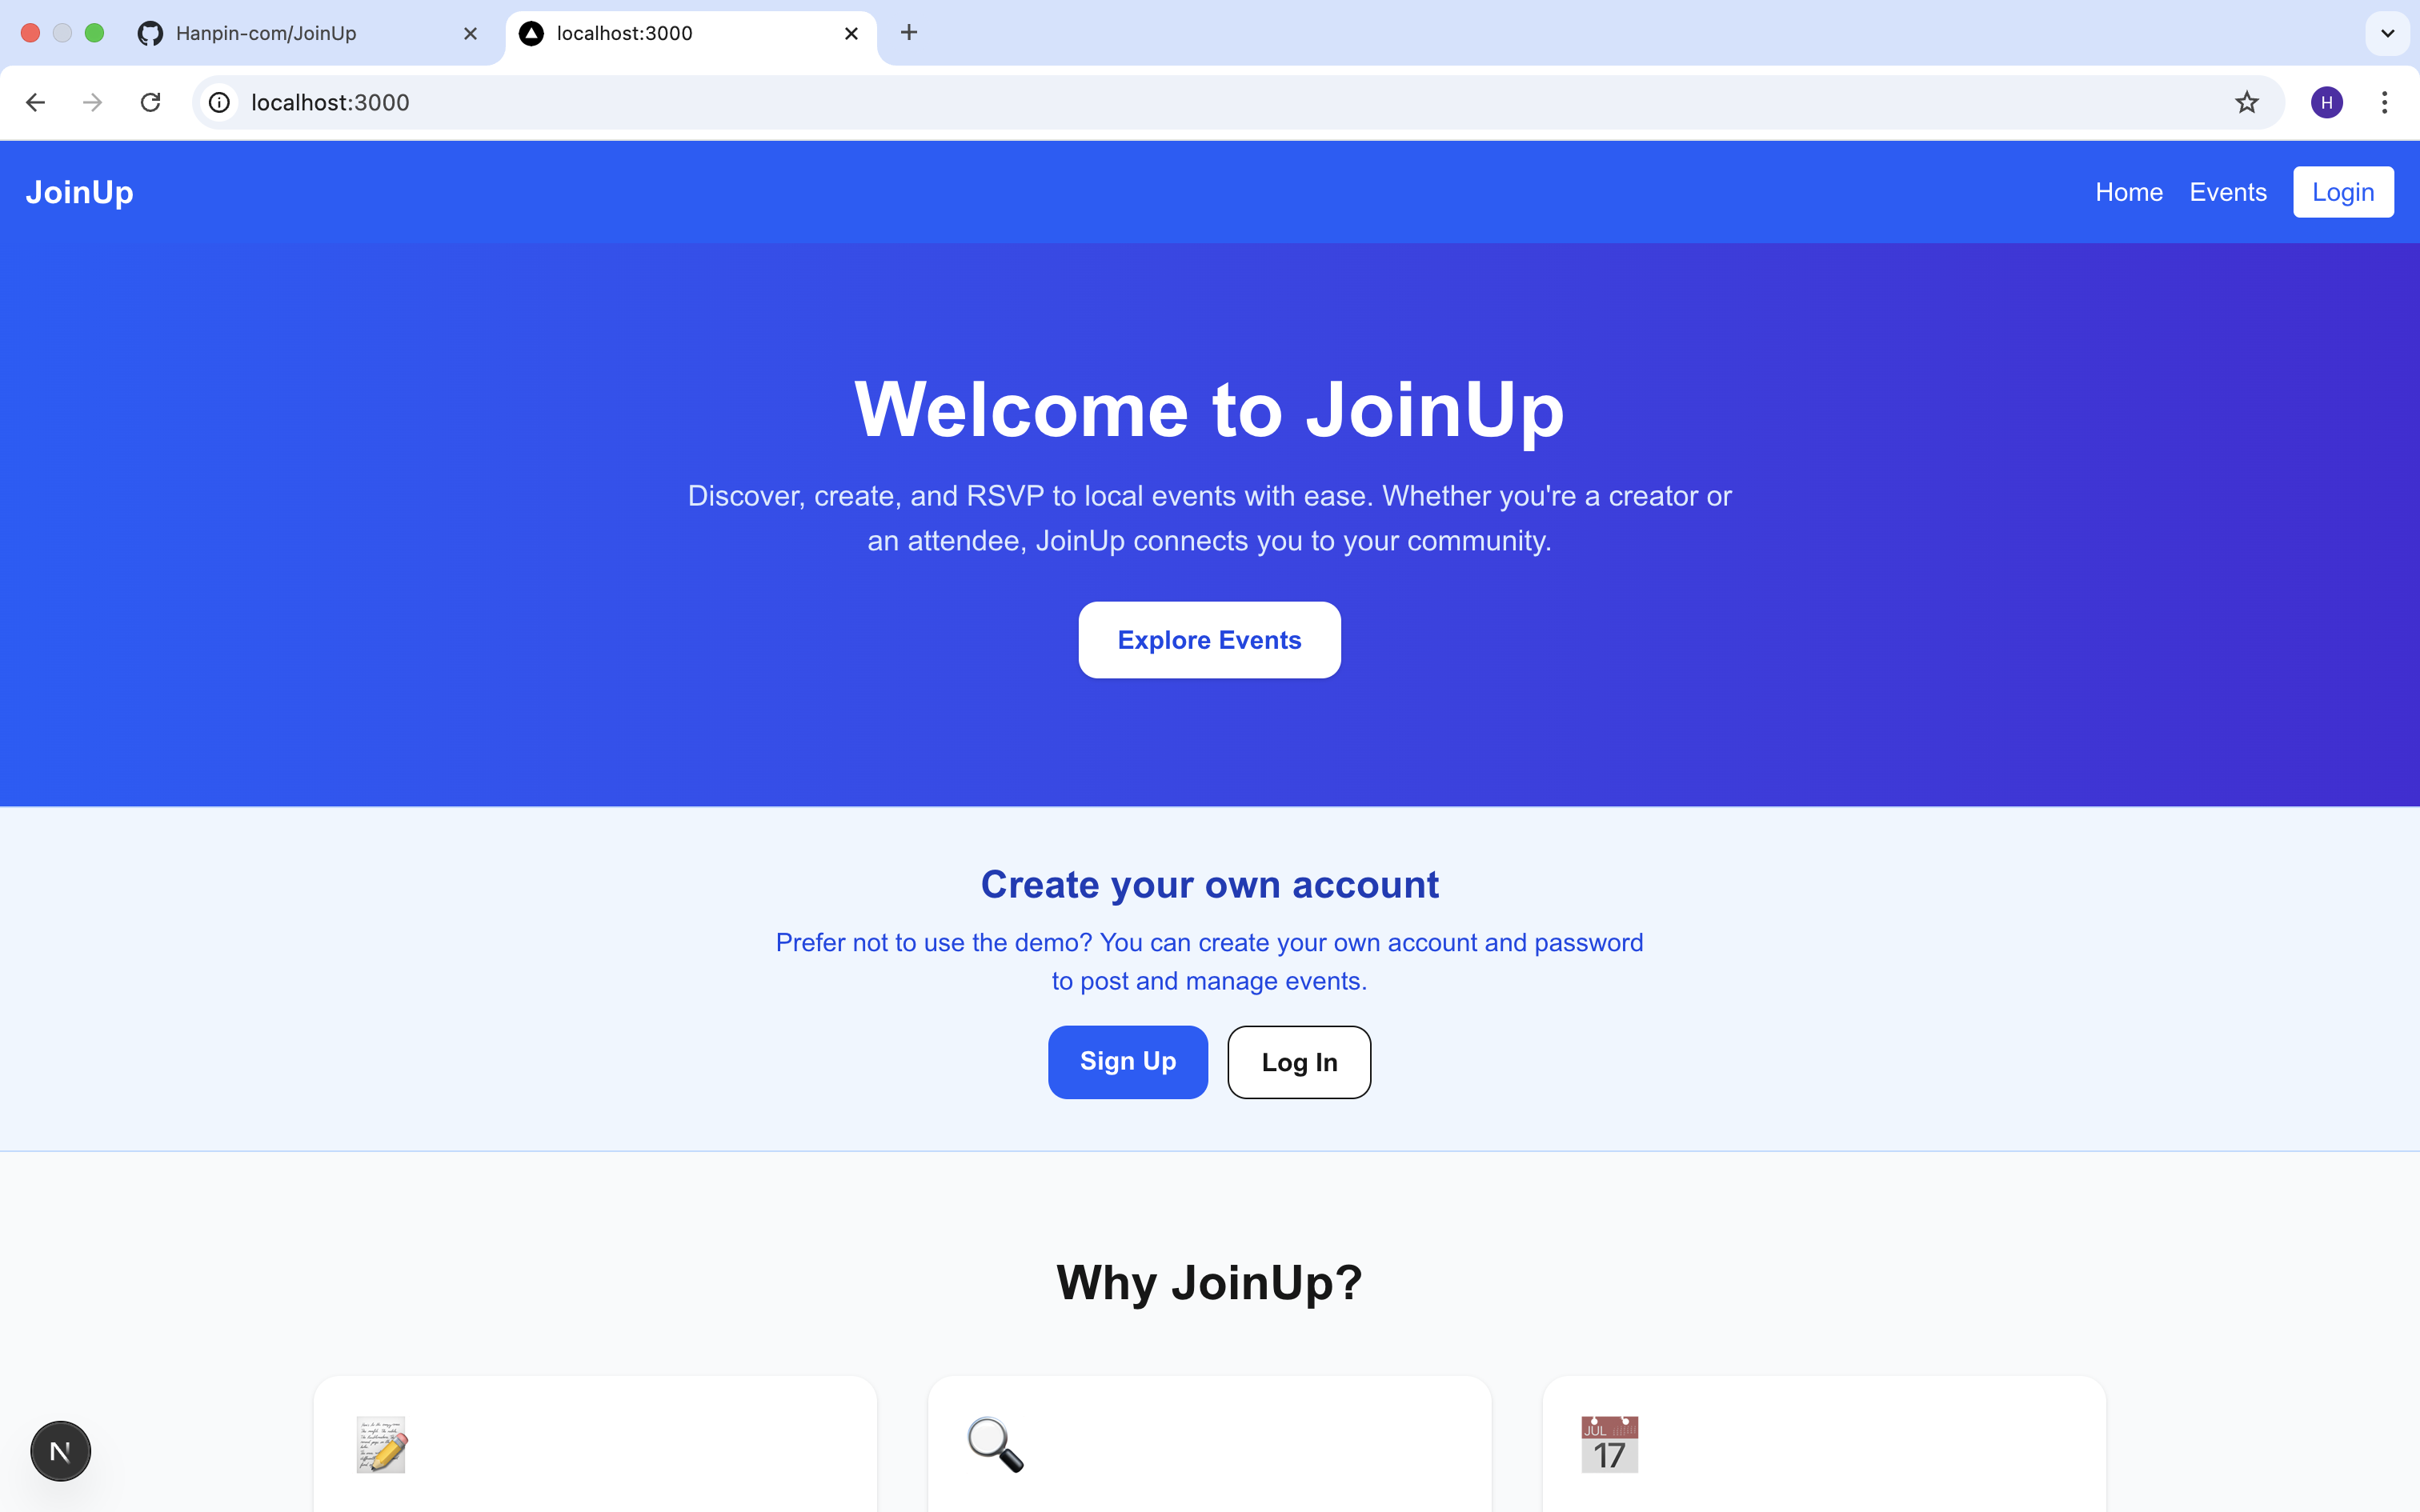 Hanpin-com/JoinUp
localhost:3000
localhost:3000
H
JoinUp
Home
Events
Login
Welcome to JoinUp
Discover, create, and RSVP to local events with ease. Whether you're a creator or
an attendee, JoinUp connects you to your community.
Explore Events
Create your own account
Prefer not to use the demo? You can create your own account and password
to post and manage events.
Sign Up
Log In
Why JoinUp?
JUL
17
N